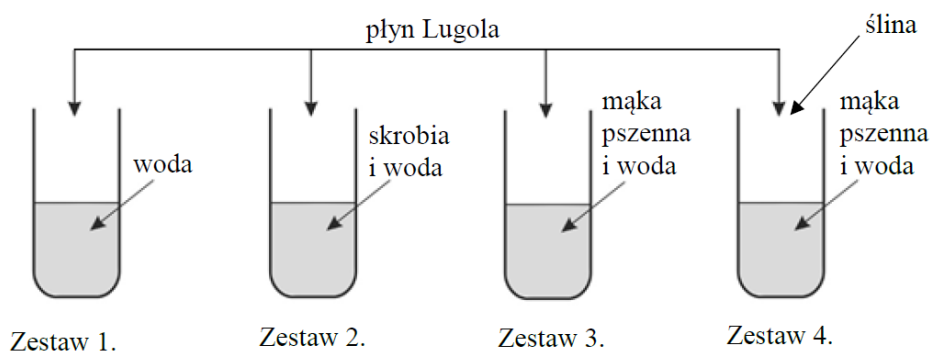 płyn Lugola
ślina
woda
skrobia
i woda
mąka
pszenna
i woda
mąka
pszenna
i woda
Zestaw 1.
Zestaw 2.
Zestaw 3.
Zestaw 4.